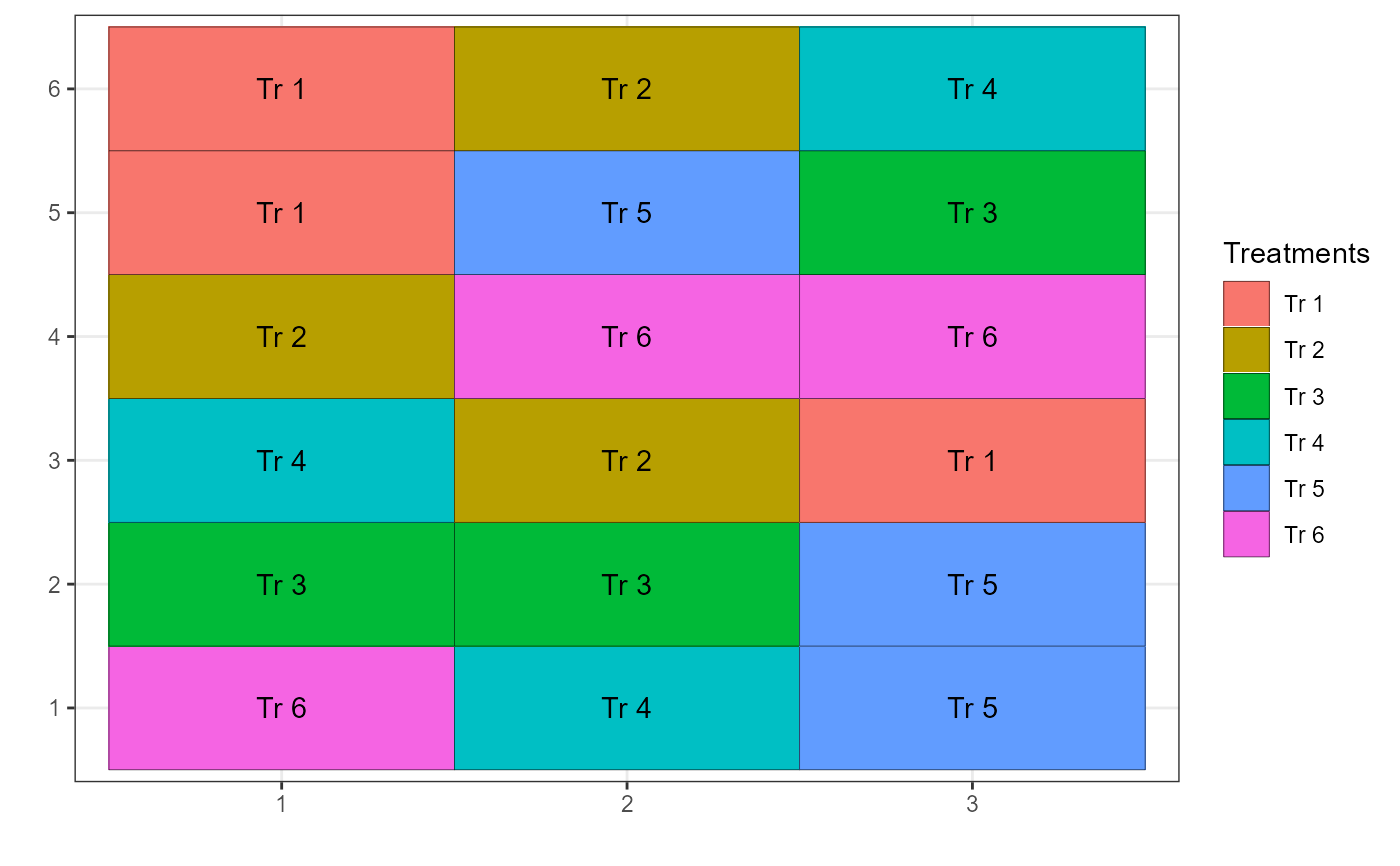 6 Tr 1 Tr 2 Tr 4
5 Tr 1 Tr 5 Tr 3
4 Tr 2 Tr 6 Tr 6
3 Tr 4 Tr 2 Tr 1
2 Tr 3 Tr 3 Tr 5
1 Tr 6 Tr 4 Tr 5
1 2 3
Treatments
Tr 1
Tr 2
Tr 3
Tr 4
Tr 5
Tr 6